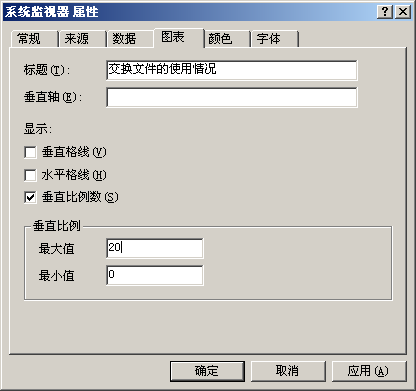 系统监视器 属性
常规 来源 数据 图表 颜色 字体
标题(T): 交换文件的使用情况
垂直轴(E):
显示:
垂直格线(V)
水平格线(H)
垂直比例数(S)
垂直比例
最大值 20
最小值 0
确定 取消 应用(A)